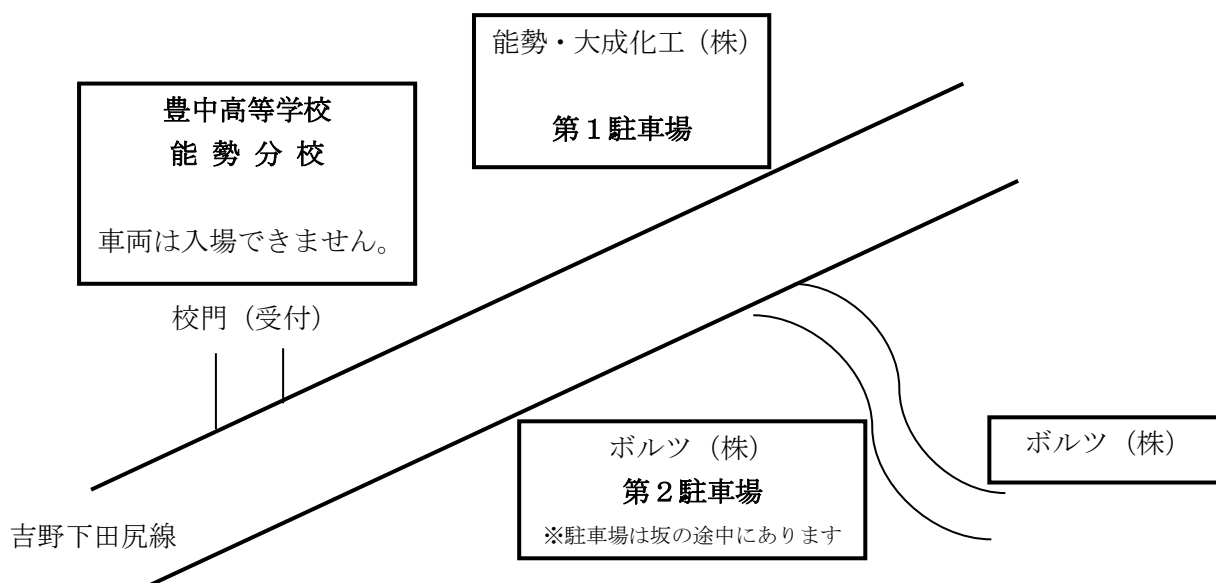 能勢・大成化工（株）
第１駐車場
豊中高等学校
能 勢 分 校
車両は入場できません。
校門（受付）
ボルツ（株）
第２駐車場
※駐車場は坂の途中にあります
ボルツ（株）
吉野下田尻線